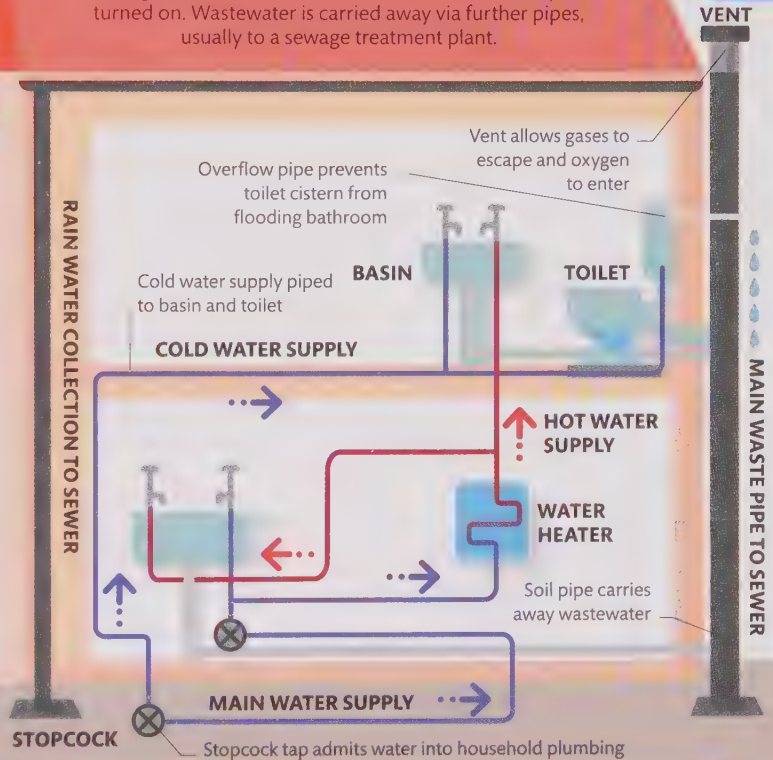 turned on. Wastewater is carried away via further pipes,
usually to a sewage treatment plant.
VENT
Vent allows gases to
escape and oxygen
to enter
Overflow pipe prevents
toilet cistern from
flooding bathroom
RAIN WATER COLLECTION TO SEWER
BASIN
TOILET
Cold water supply piped
to basin and toilet
COLD WATER SUPPLY
MAIN WASTE PIPE TO SEWER
HOT WATER
SUPPLY
WATER
HEATER
Soil pipe carries
away wastewater
MAIN WATER SUPPLY
STOPCOCK
Stopcock tap admits water into household plumbing